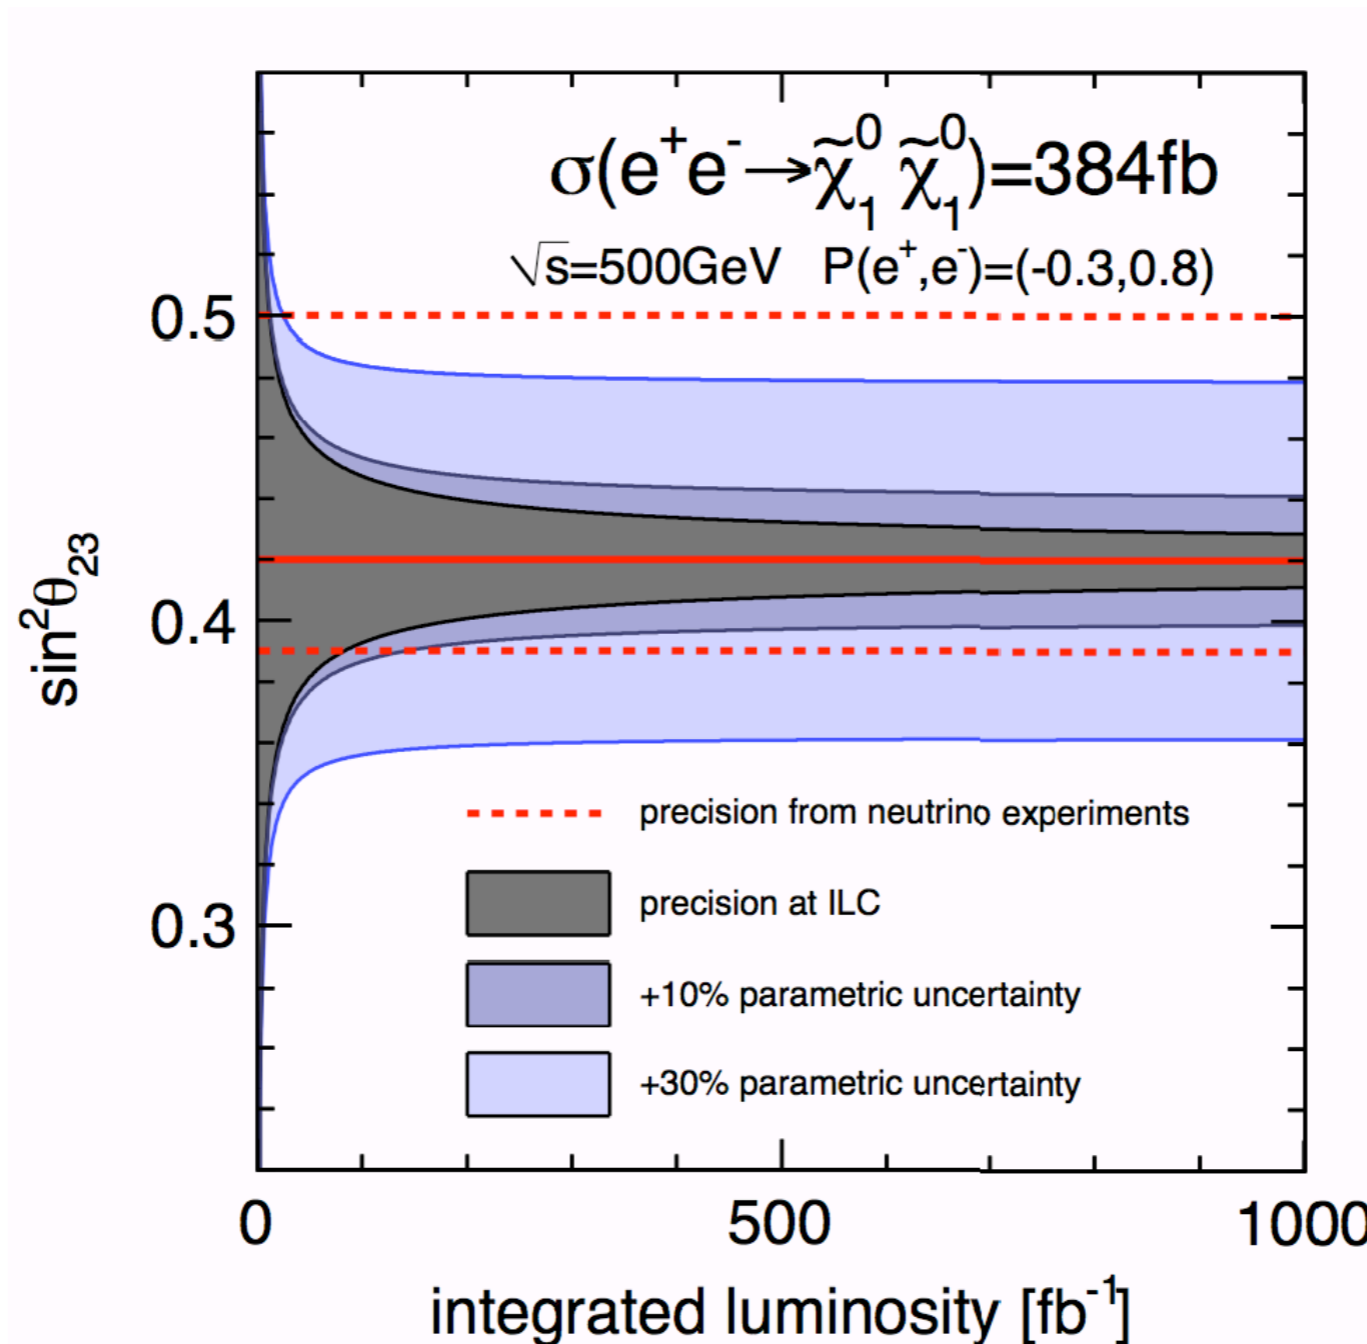 σ(e⁺e⁻→χ̃⁰₁ χ̃⁰₁)=384fb
√s=500GeV P(e⁺,e⁻)=(-0.3,0.8)
0.5
0.4
0.3
sin²θ₂₃
precision from neutrino experiments
precision at ILC
+10% parametric uncertainty
+30% parametric uncertainty
0 500 1000
integrated luminosity [fb⁻¹]